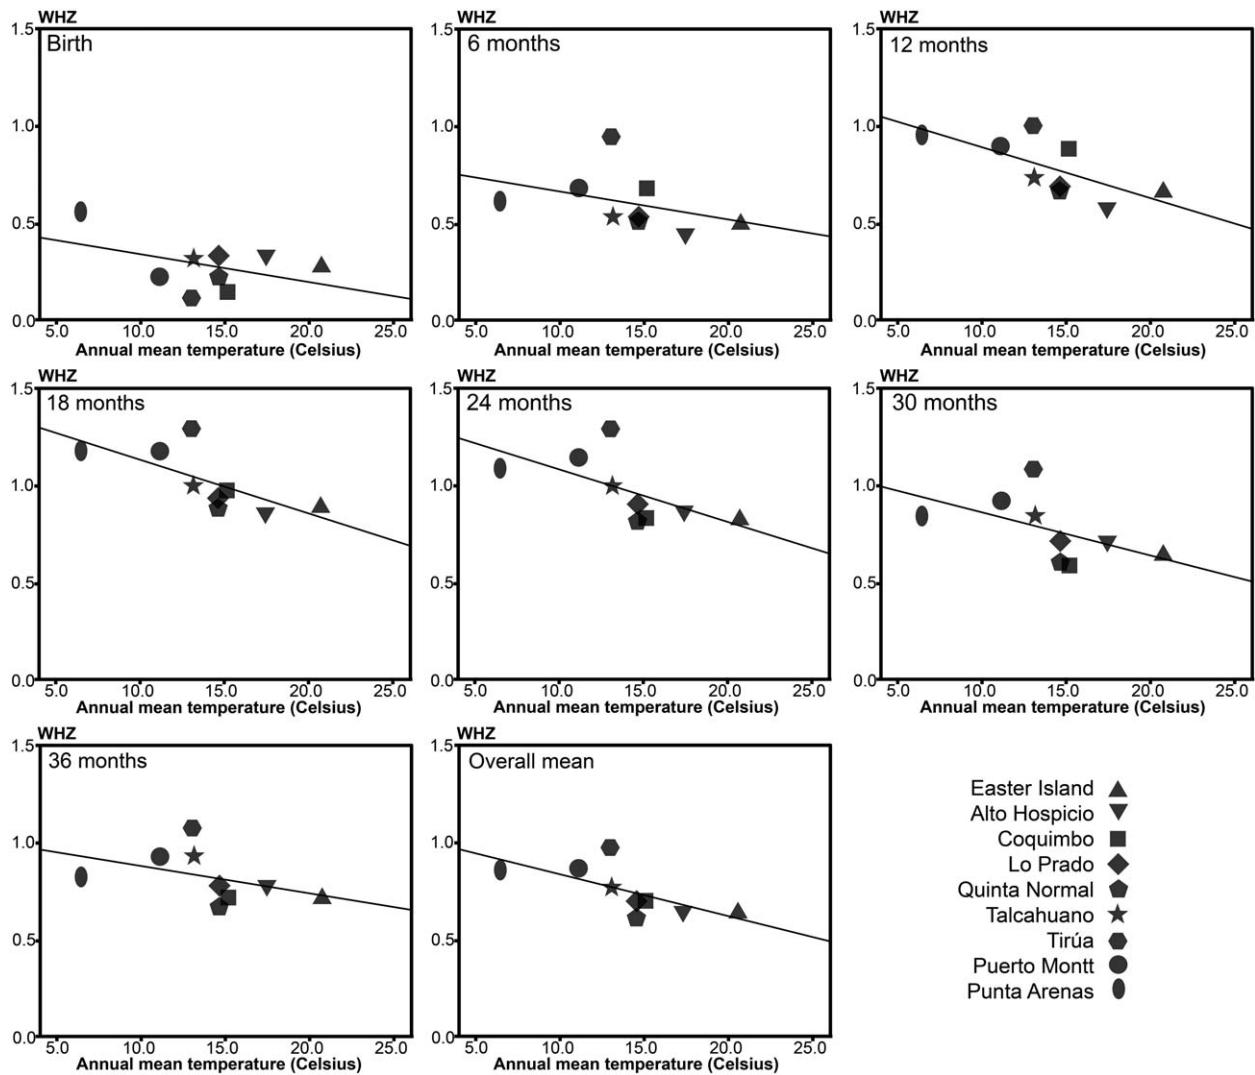 WHZ
Birth
1.5
1.0
0.5
0.0
5.0 10.0 15.0 20.0 25.0
Annual mean temperature (Celsius)
WHZ
6 months
1.5
1.0
0.5
0.0
5.0 10.0 15.0 20.0 25.0
Annual mean temperature (Celsius)
WHZ
12 months
1.5
1.0
0.5
0.0
5.0 10.0 15.0 20.0 25.0
Annual mean temperature (Celsius)
WHZ
18 months
1.5
1.0
0.5
0.0
5.0 10.0 15.0 20.0 25.0
Annual mean temperature (Celsius)
WHZ
24 months
1.5
1.0
0.5
0.0
5.0 10.0 15.0 20.0 25.0
Annual mean temperature (Celsius)
WHZ
30 months
1.5
1.0
0.5
0.0
5.0 10.0 15.0 20.0 25.0
Annual mean temperature (Celsius)
WHZ
36 months
1.5
1.0
0.5
0.0
5.0 10.0 15.0 20.0 25.0
Annual mean temperature (Celsius)
WHZ
Overall mean
1.5
1.0
0.5
0.0
5.0 10.0 15.0 20.0 25.0
Annual mean temperature (Celsius)
Easter Island
Alto Hospicio
Coquimbo
Lo Prado
Quinta Normal
Talcahuano
Tirúa
Puerto Montt
Punta Arenas